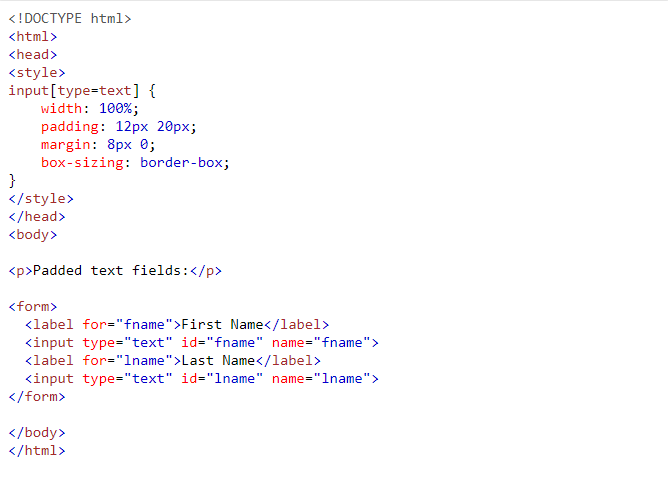 <!DOCTYPE html>
<html>
<head>
<style>
input[type=text] {
    width: 100%;
    padding: 12px 20px;
    margin: 8px 0;
    box-sizing: border-box;
}
</style>
</head>
<body>
<p>Padded text fields:</p>
<form>
  <label for="fname">First Name</label>
  <input type="text" id="fname" name="fname">
  <label for="lname">Last Name</label>
  <input type="text" id="lname" name="lname">
</form>
</body>
</html>